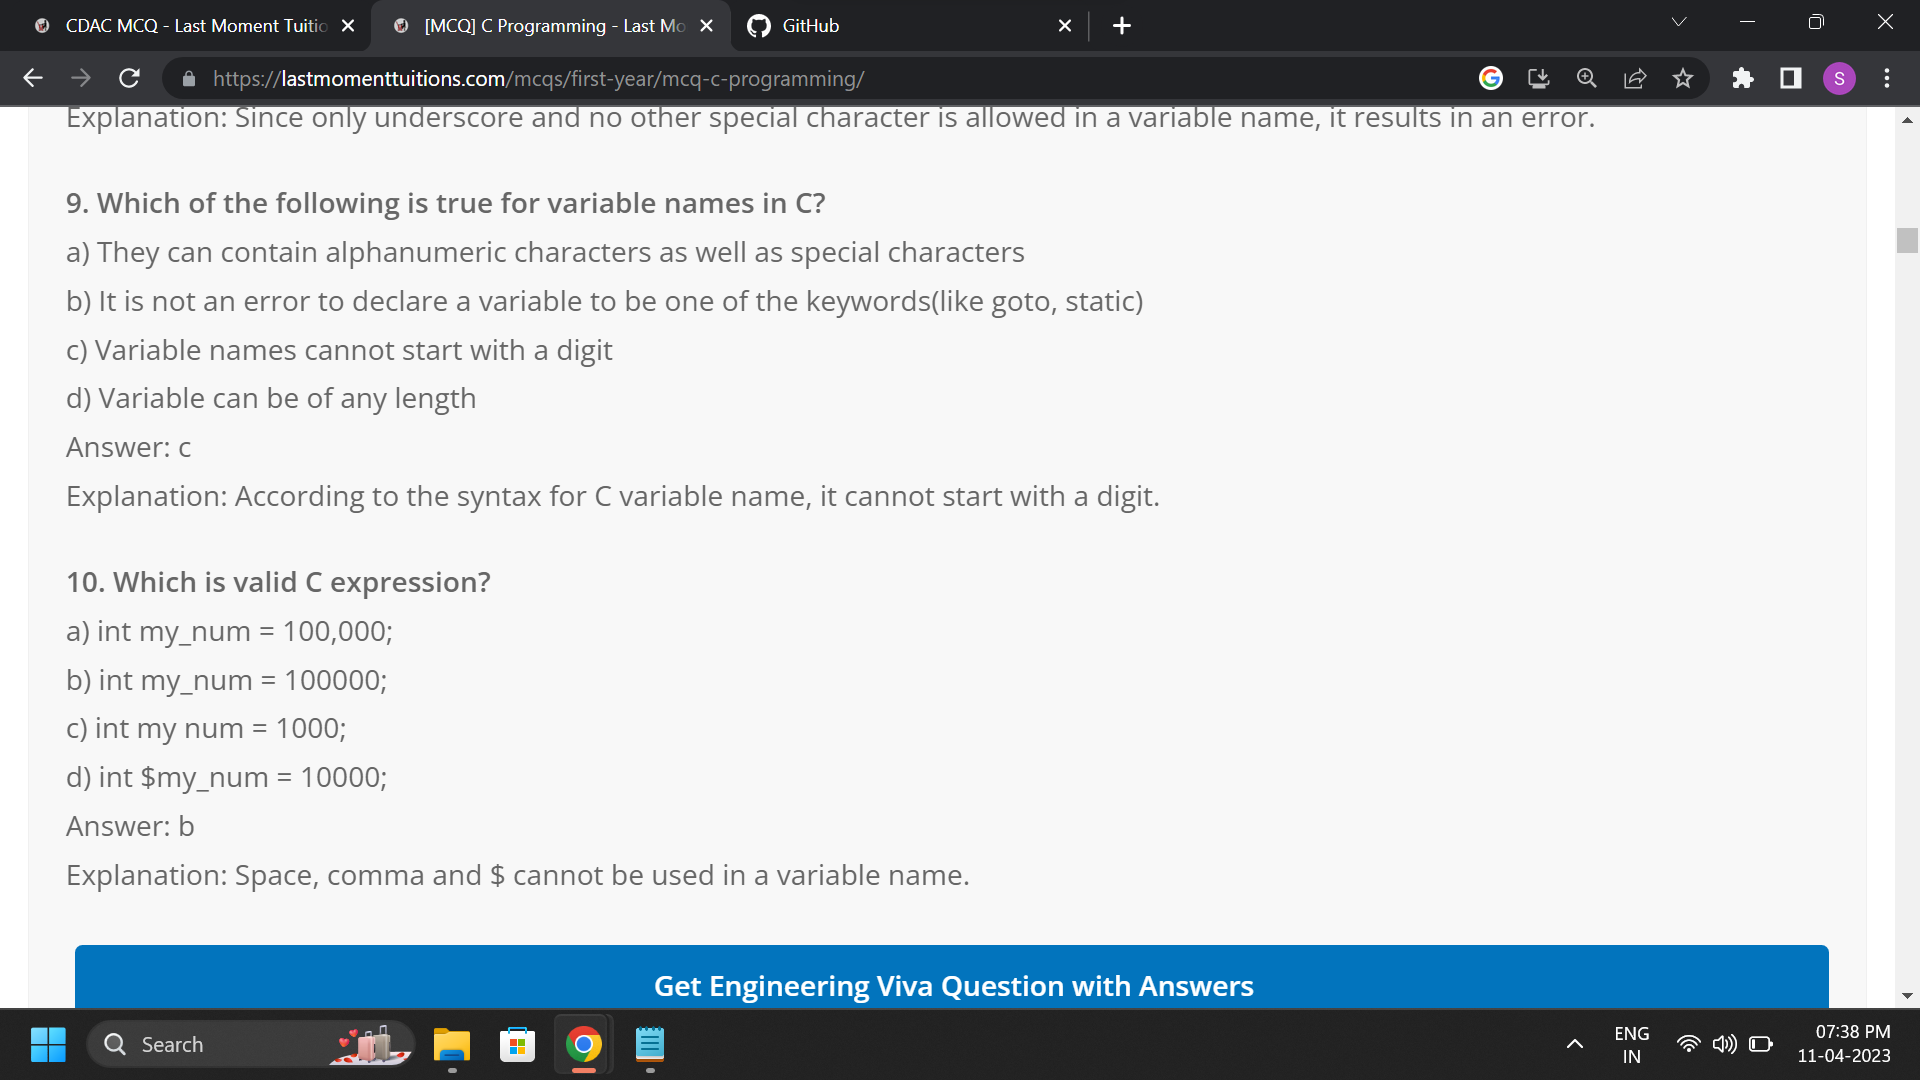 CDAC MCQ - Last Moment Tuitio
[MCQ] C Programming - Last Mo
GitHub
https://lastmomenttuitions.com/mcqs/first-year/mcq-c-programming/
S
Explanation: Since only underscore and no other special character is allowed in a variable name, it results in an error.
9. Which of the following is true for variable names in C?
a) They can contain alphanumeric characters as well as special characters
b) It is not an error to declare a variable to be one of the keywords(like goto, static)
c) Variable names cannot start with a digit
d) Variable can be of any length
Answer: c
Explanation: According to the syntax for C variable name, it cannot start with a digit.
10. Which is valid C expression?
a) int my_num = 100,000;
b) int my_num = 100000;
c) int my num = 1000;
d) int $my_num = 10000;
Answer: b
Explanation: Space, comma and $ cannot be used in a variable name.
Get Engineering Viva Question with Answers
Search
ENG
IN
07:38 PM
11-04-2023